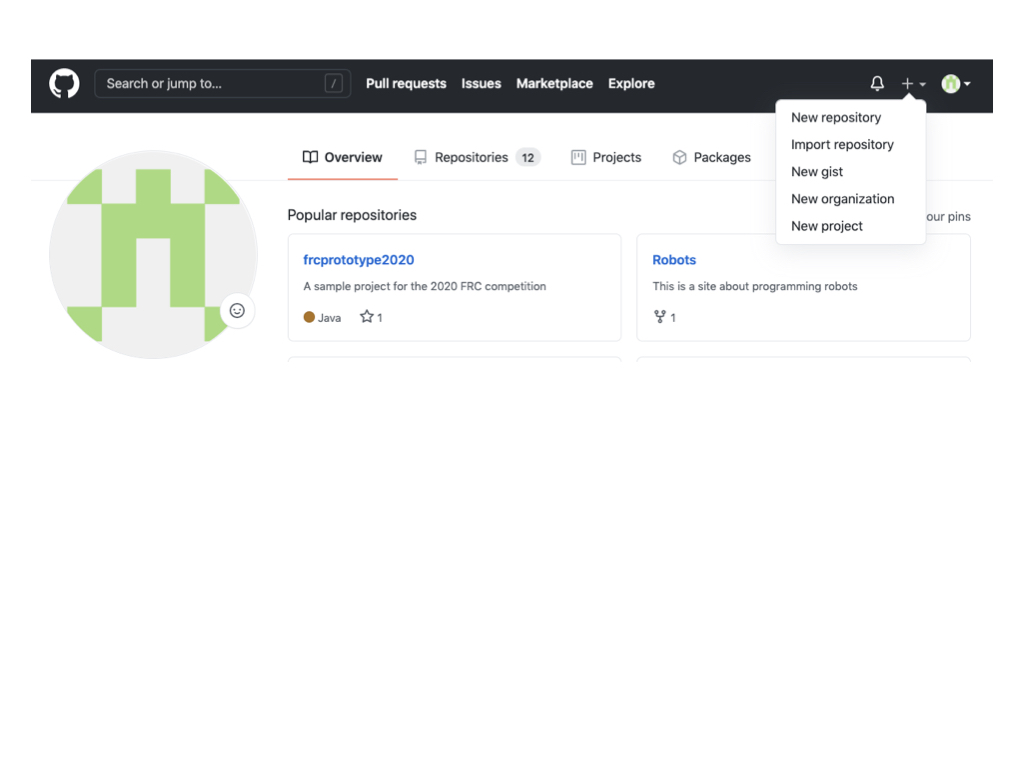 Search or jump to... / Pull requests Issues Marketplace Explore
New repository
Import repository
New gist
New organization
New project
Overview Repositories 12 Projects Packages
Popular repositories
our pins
frcprototype2020
A sample project for the 2020 FRC competition
Java 1
Robots
This is a site about programming robots
1